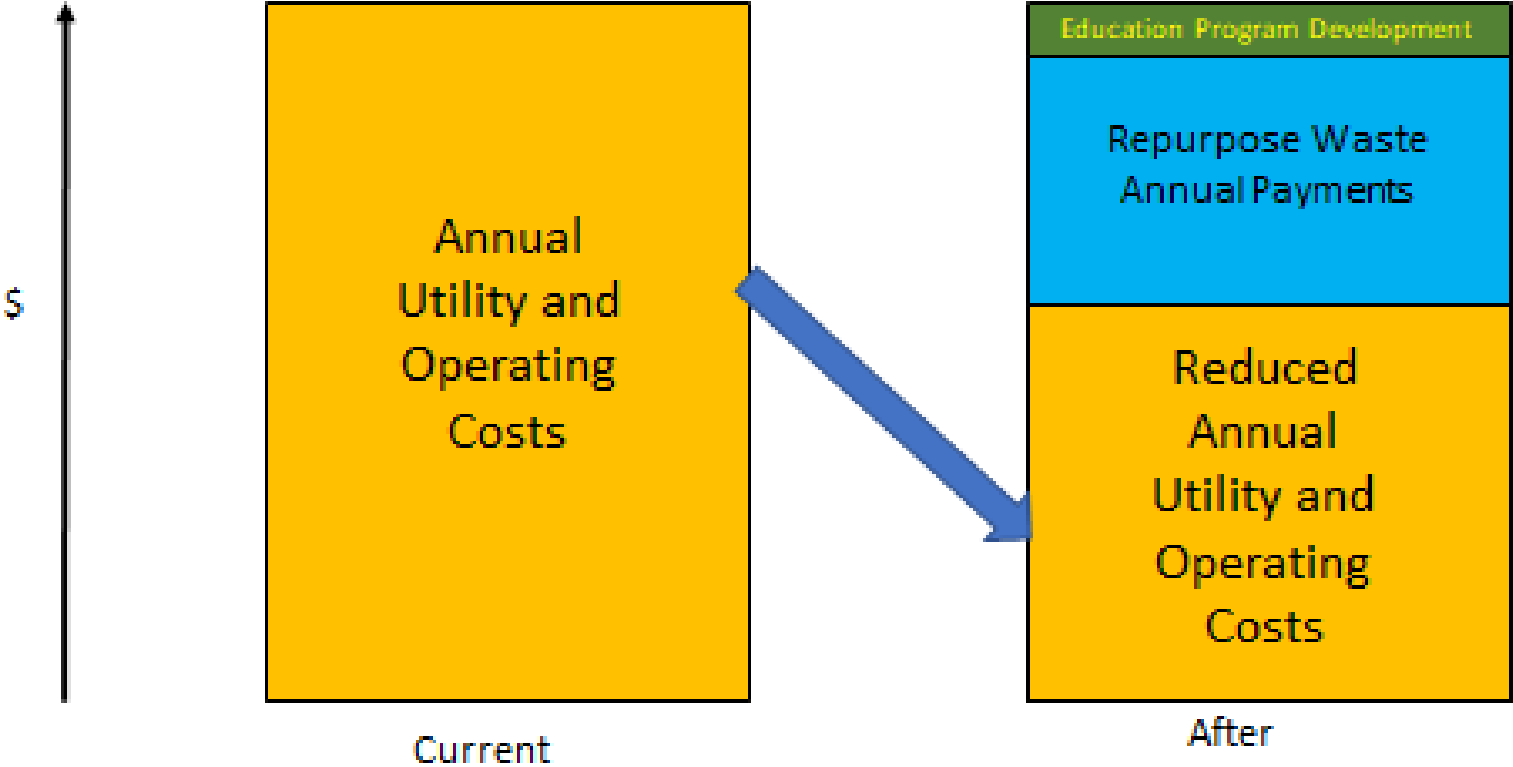 $
Annual
Utility and
Operating
Costs
Current
Education Program Development
Repurpose Waste
Annual Payments
Reduced
Annual
Utility and
Operating
Costs
After